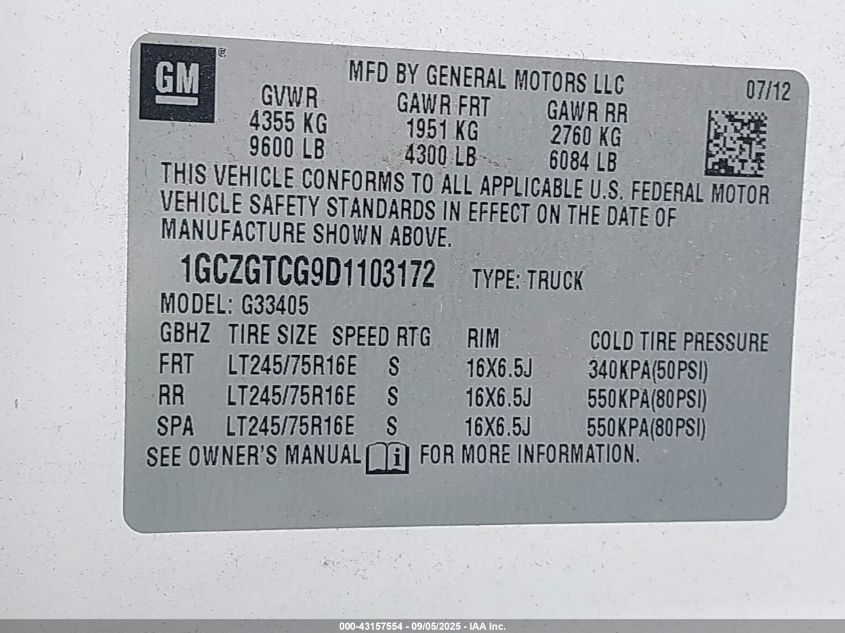 GM®
MFD BY GENERAL MOTORS LLC 07/12
GVWR GAWR FRT GAWR RR
4355 KG 1951 KG 2760 KG
9600 LB 4300 LB 6084 LB
THIS VEHICLE CONFORMS TO ALL APPLICABLE U.S. FEDERAL MOTOR
VEHICLE SAFETY STANDARDS IN EFFECT ON THE DATE OF
MANUFACTURE SHOWN ABOVE.
1GCZGTCG9D1103172 TYPE: TRUCK
MODEL: G33405
GBHZ TIRE SIZE SPEED RTG RIM COLD TIRE PRESSURE
FRT LT245/75R16E S 16X6.5J 340KPA(50PSI)
RR LT245/75R16E S 16X6.5J 550KPA(80PSI)
SPA LT245/75R16E S 16X6.5J 550KPA(80PSI)
SEE OWNER'S MANUAL i FOR MORE INFORMATION.
000-43157554 - 09/05/2025 - IAA Inc.